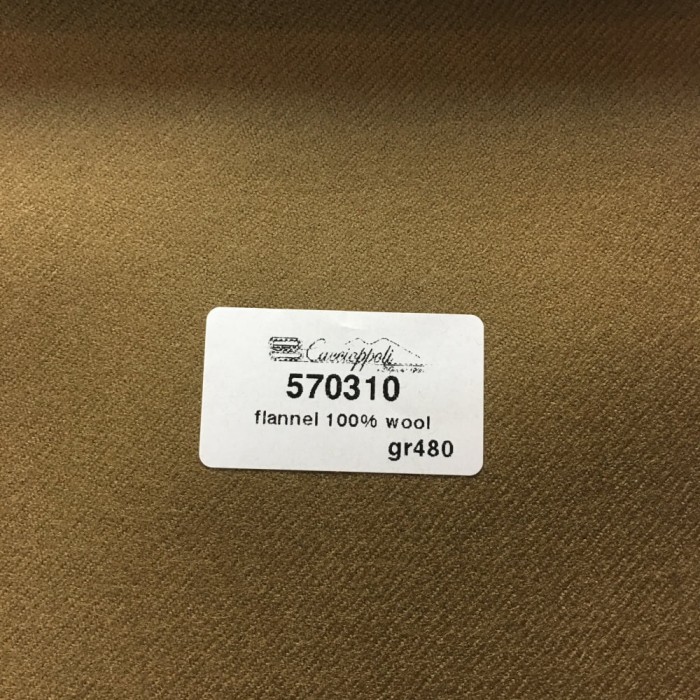 Caccioppoli
570310
flannel 100% wool
gr480